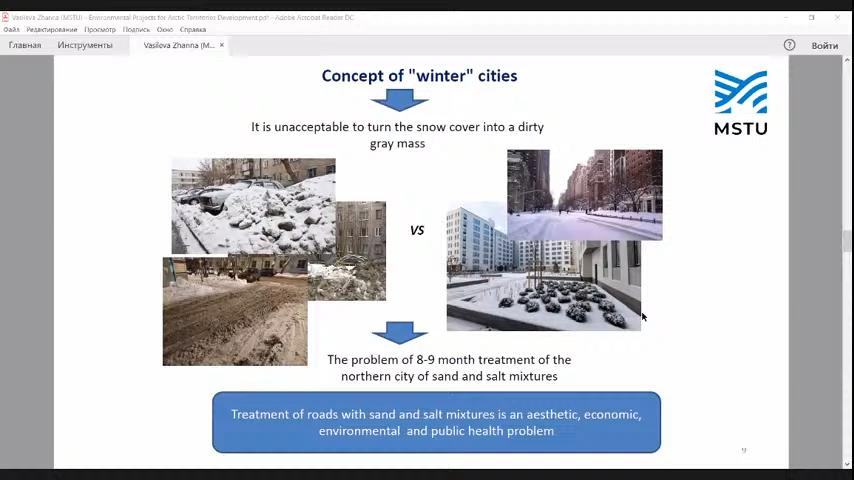 Vasileva Zhanna (MSTU) - Environmental Projects for Arctic Territories Development.pdf - Adobe Acrobat Reader DC
Файл Редактирование Просмотр Подпись Окно Справка
Главная Инструменты Vasileva Zhanna (M... × Войти
Concept of "winter" cities
MSTU
It is unacceptable to turn the snow cover into a dirty
gray mass
VS
The problem of 8-9 month treatment of the
northern city of sand and salt mixtures
Treatment of roads with sand and salt mixtures is an aesthetic, economic,
environmental and public health problem